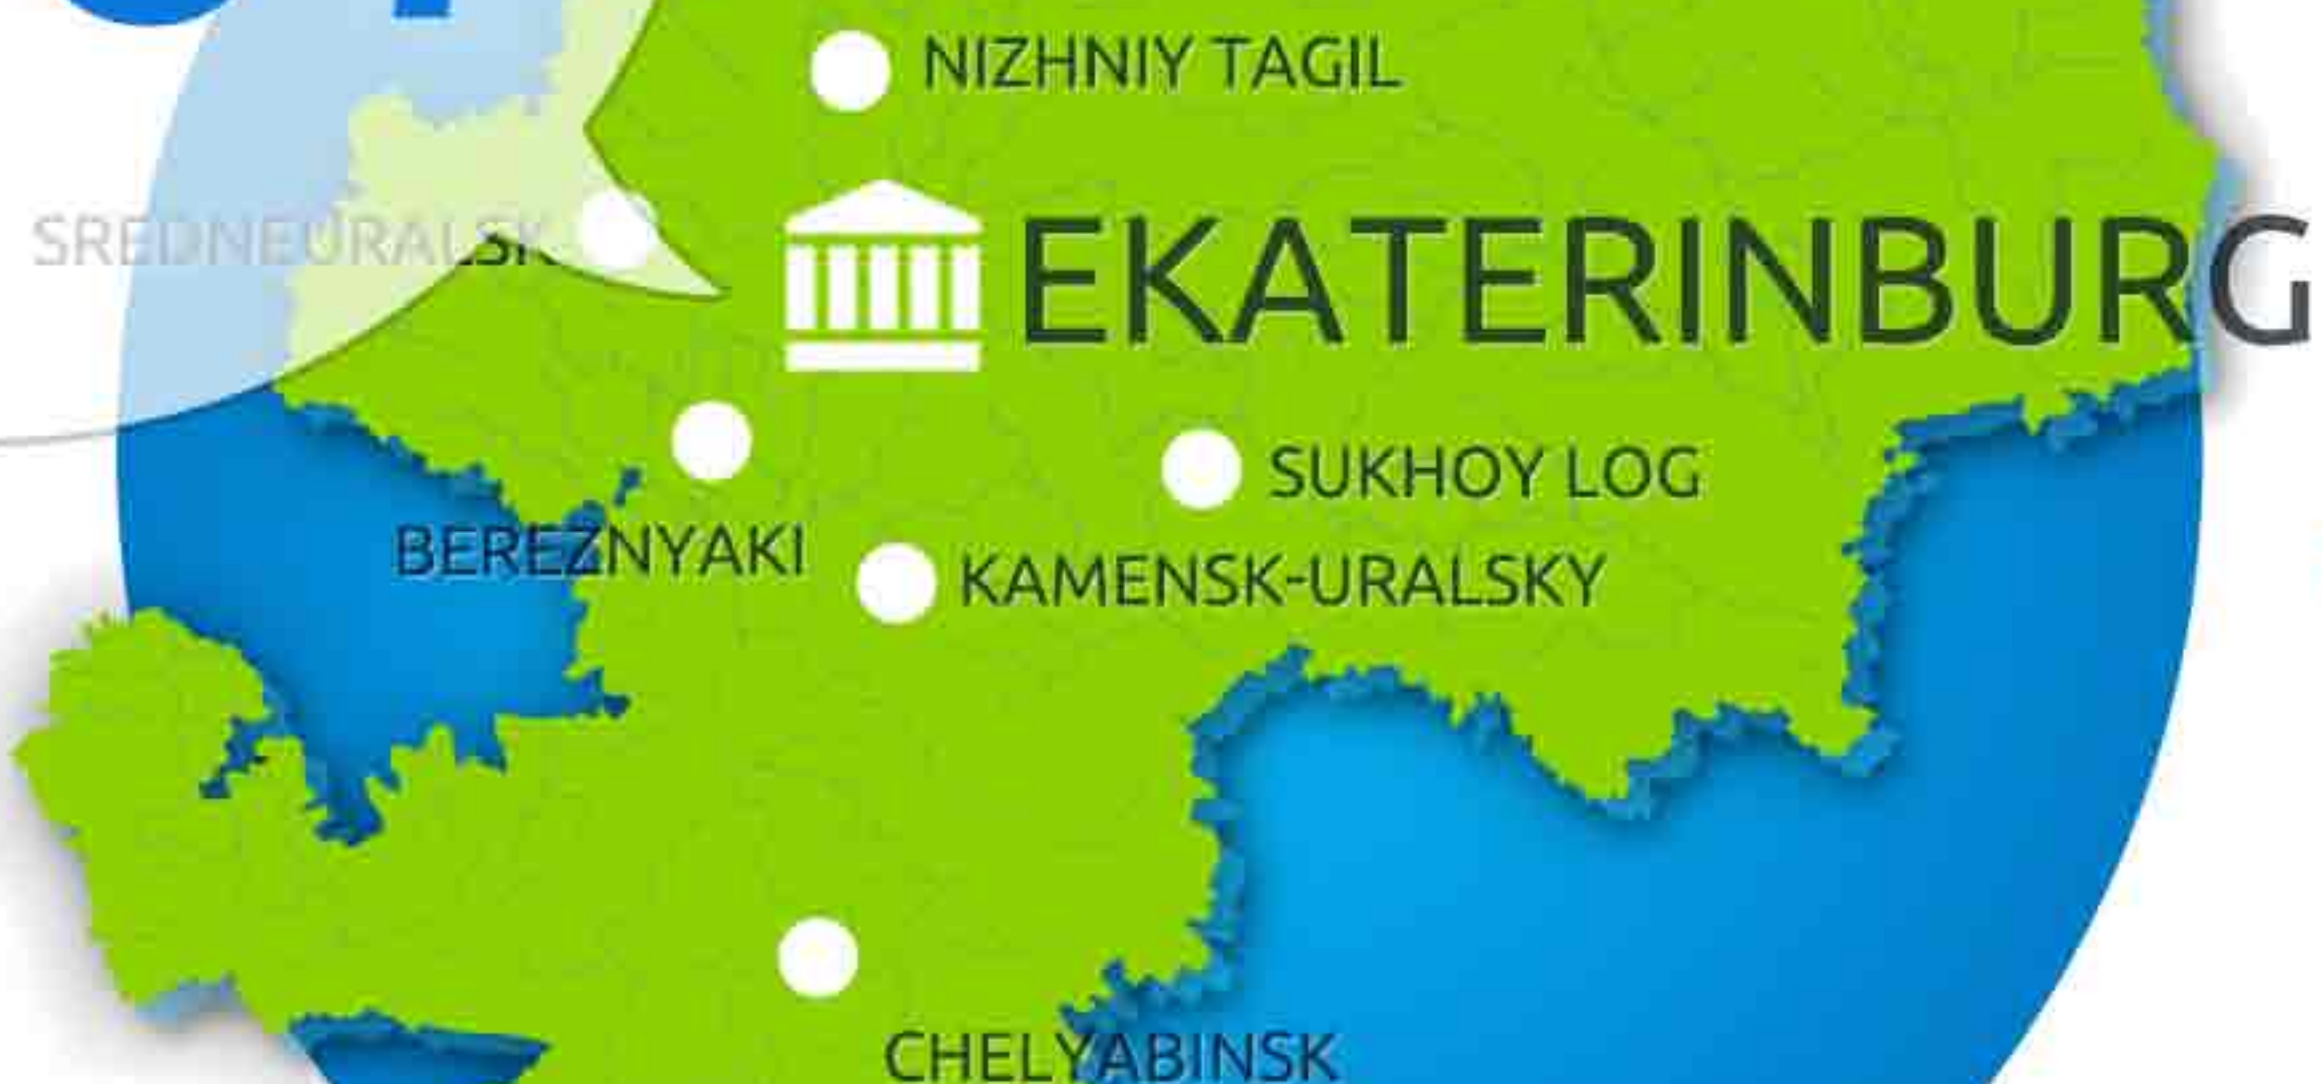 NIZHNIY TAGIL
SREDNEURALSK
EKATERINBURG
SUKHOY LOG
BEREZNYAKI
KAMENSK-URALSKY
CHELYABINSK